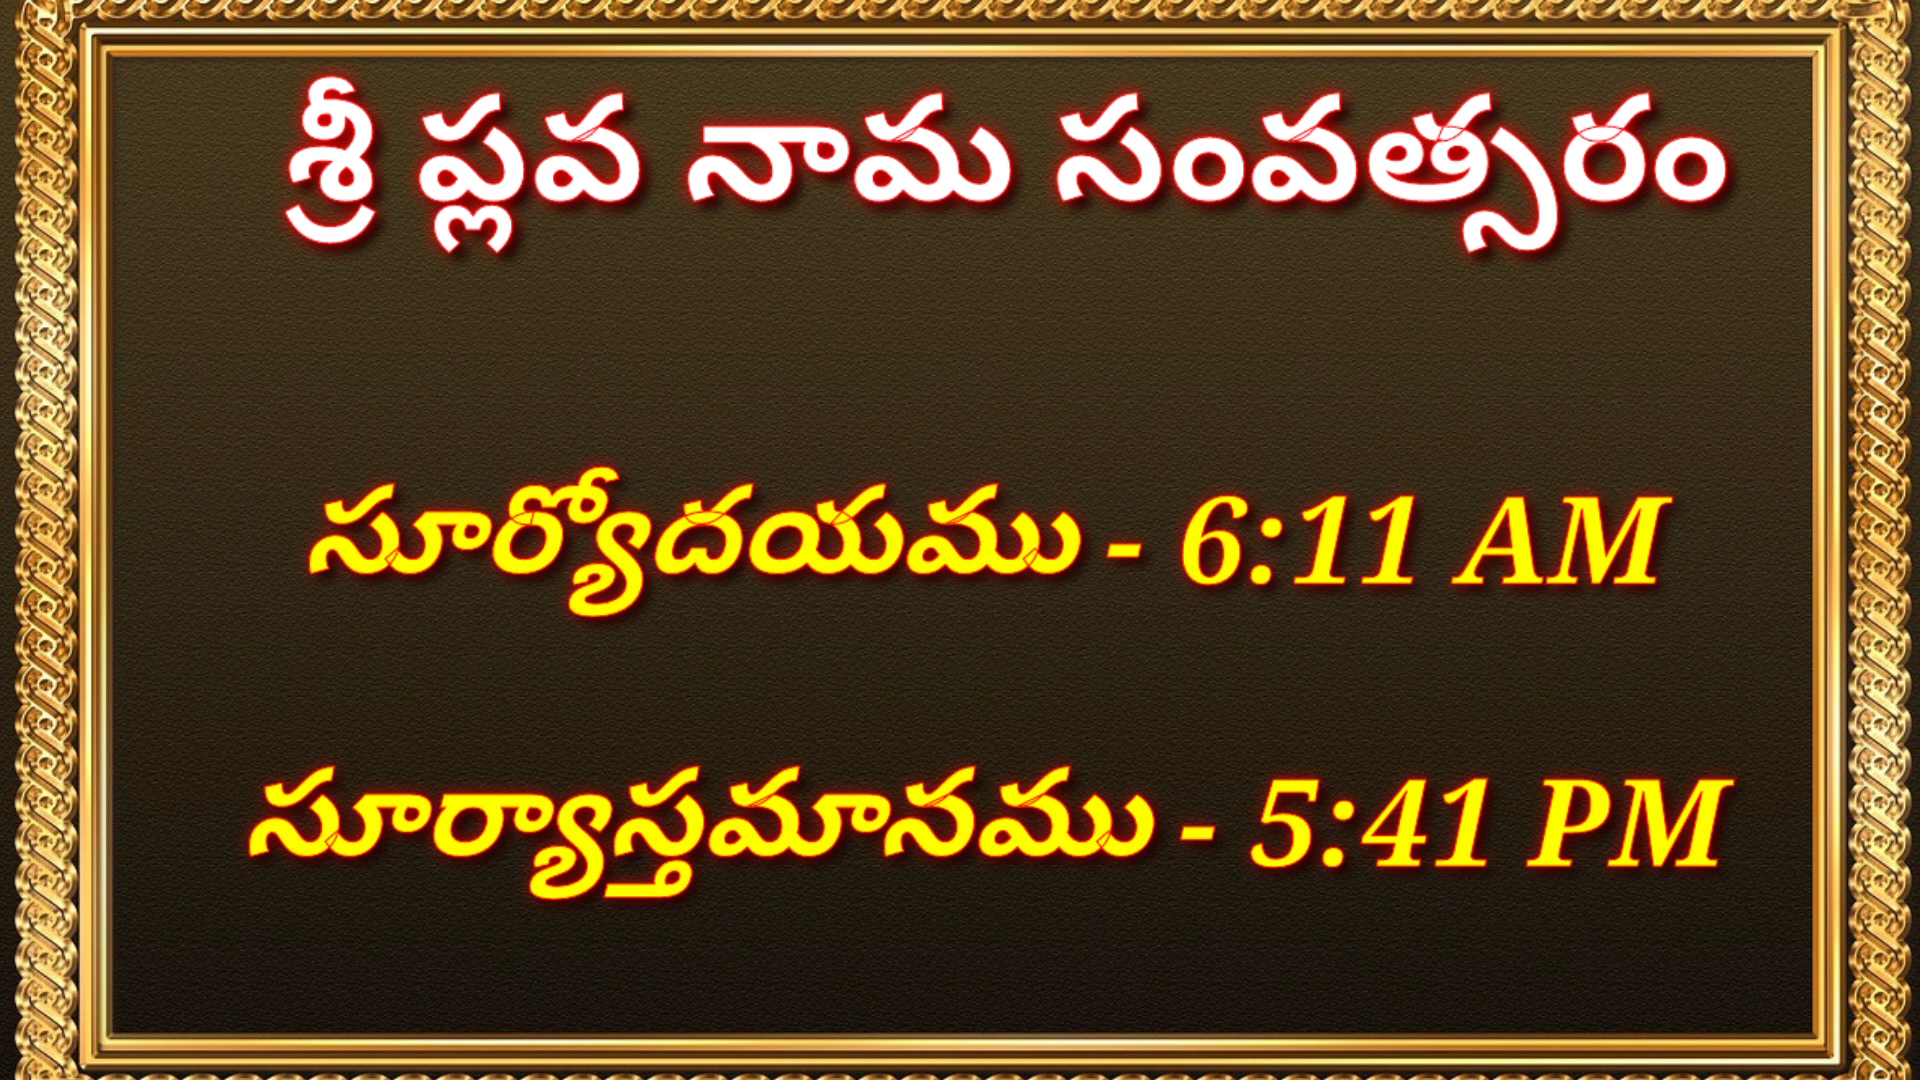 శ్రీ ప్లవ నామ సంవత్సరం
సూర్యోదయము - 6:11 AM
సూర్యాస్తమానము - 5:41 PM